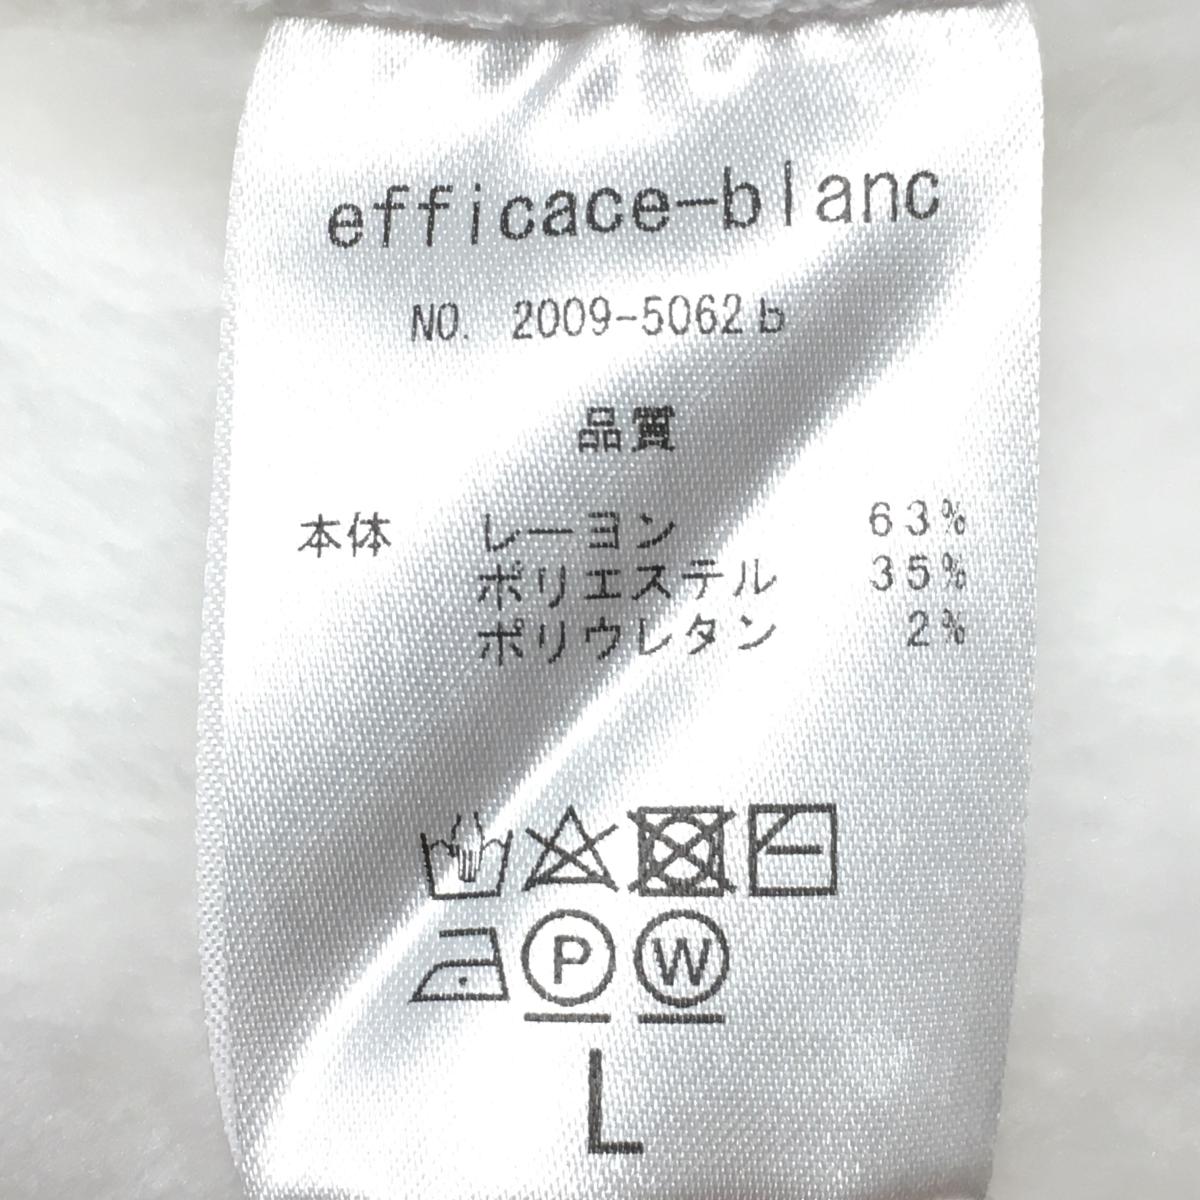 efficace-blanc
NO. 2009-5062 b
品質
本体 レーヨン 63%
ポリエステル 35%
ポリウレタン 2%
P W
L